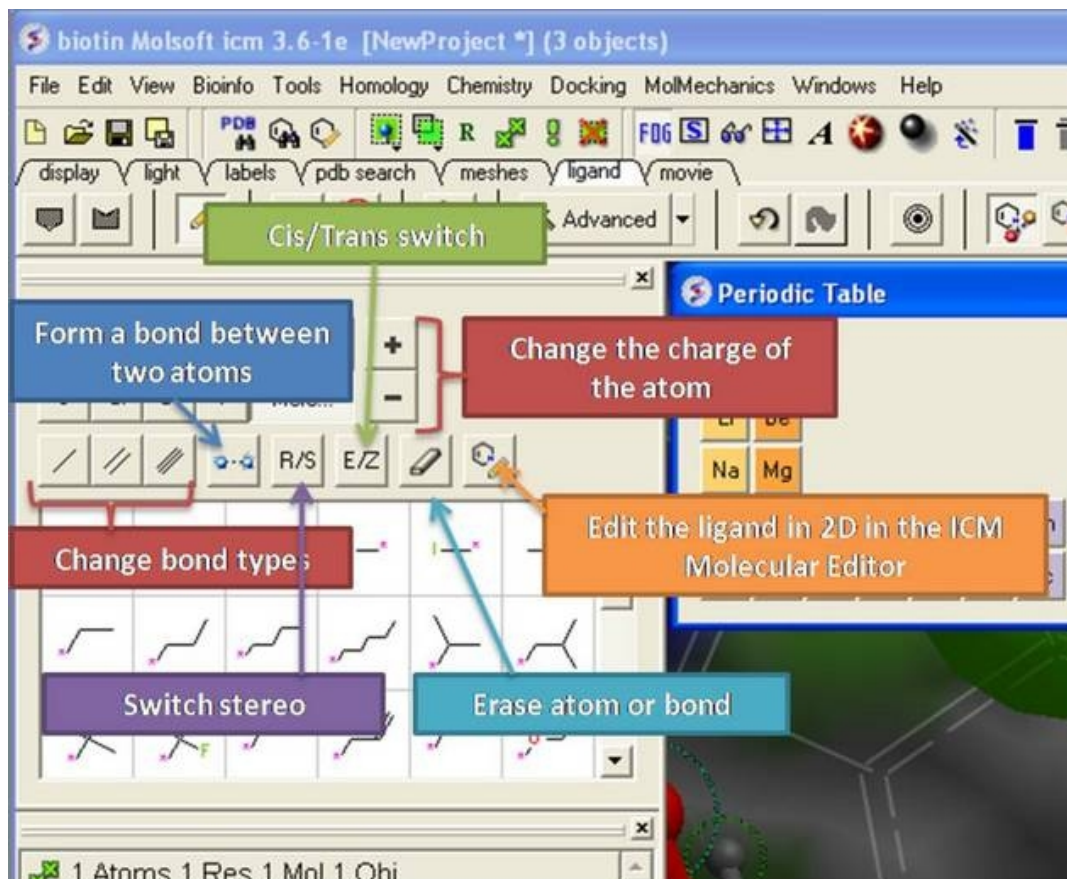 biotin Molsoft icm 3.6-1e [NewProject *] (3 objects)
File Edit View Bioinfo Tools Homology Chemistry Docking MolMechanics Windows Help
PDB R FOG S A
display light labels pdb search meshes ligand movie
Advanced
Cis/Trans switch
Periodic Table
Form a bond between
two atoms
+
-
Change the charge of
the atom
R/S E/Z
Na Mg
Change bond types
Edit the ligand in 2D in the ICM
Molecular Editor
Switch stereo
Erase atom or bond
F
1 Atoms 1 Res 1 Mol 1 Obj